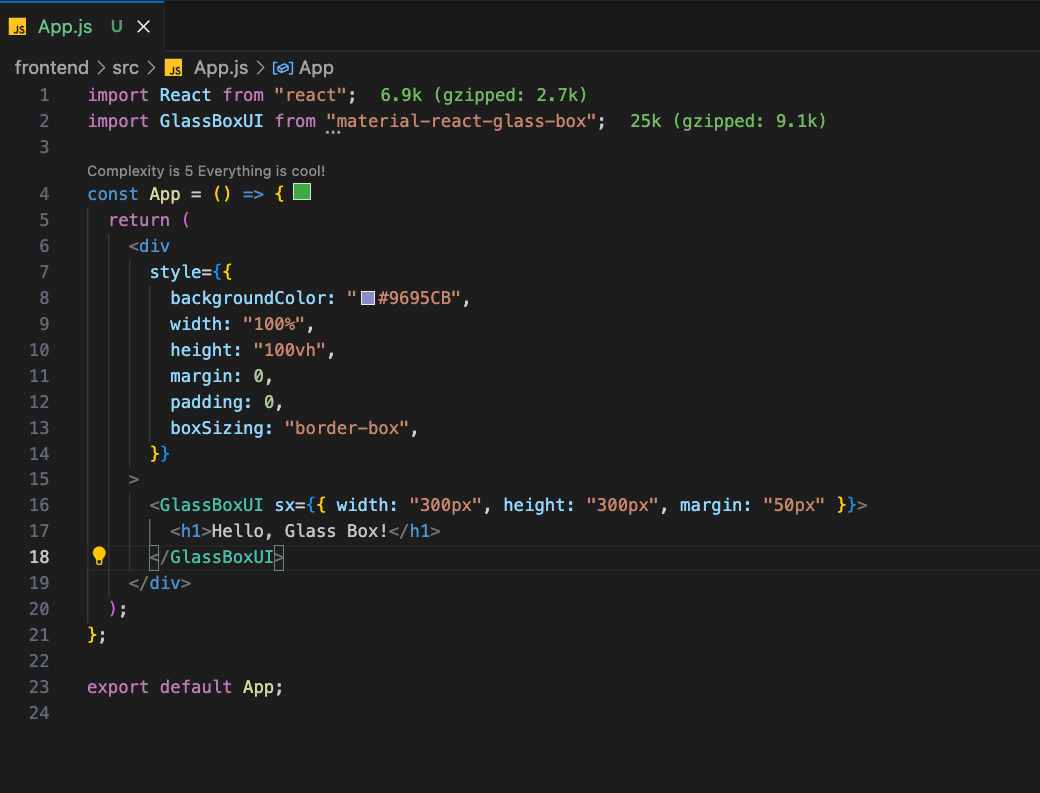 JS App.js U
frontend > src > JS App.js > App
1 import React from "react"; 6.9k (gzipped: 2.7k)
2 import GlassBoxUI from "material-react-glass-box"; 25k (gzipped: 9.1k)
3
Complexity is 5 Everything is cool!
4 const App = () => {
5 return (
6 <div
7 style={{
8 backgroundColor: "#9695CB",
9 width: "100%",
10 height: "100vh",
11 margin: 0,
12 padding: 0,
13 boxSizing: "border-box",
14 }}
15 >
16 <GlassBoxUI sx={{ width: "300px", height: "300px", margin: "50px" }}>
17 <h1>Hello, Glass Box!</h1>
18 </GlassBoxUI>
19 </div>
20 );
21 };
22
23 export default App;
24